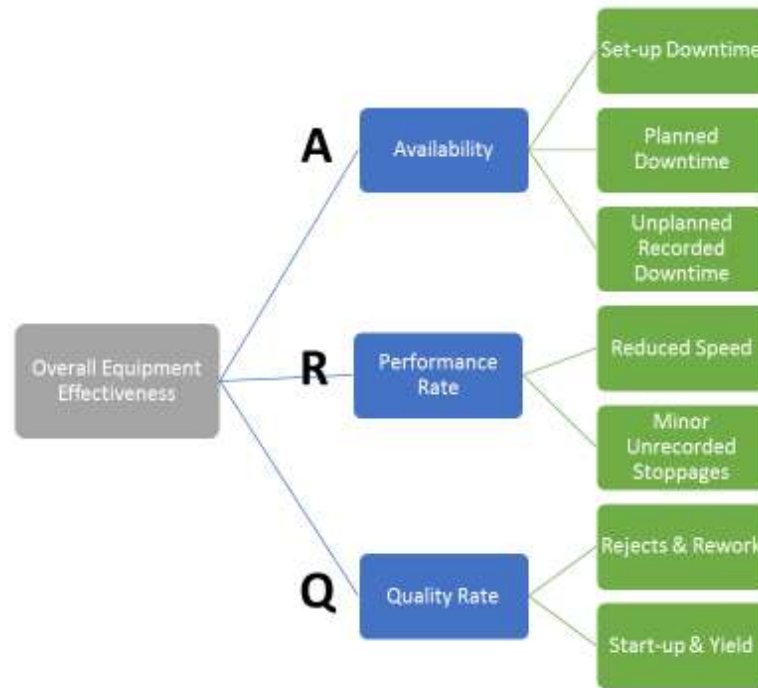 Overall Equipment
Effectiveness
A
Availability
Set-up Downtime
Planned
Downtime
Unplanned
Recorded
Downtime
R
Performance
Rate
Reduced Speed
Minor
Unrecorded
Stoppages
Q
Quality Rate
Rejects & Rework
Start-up & Yield